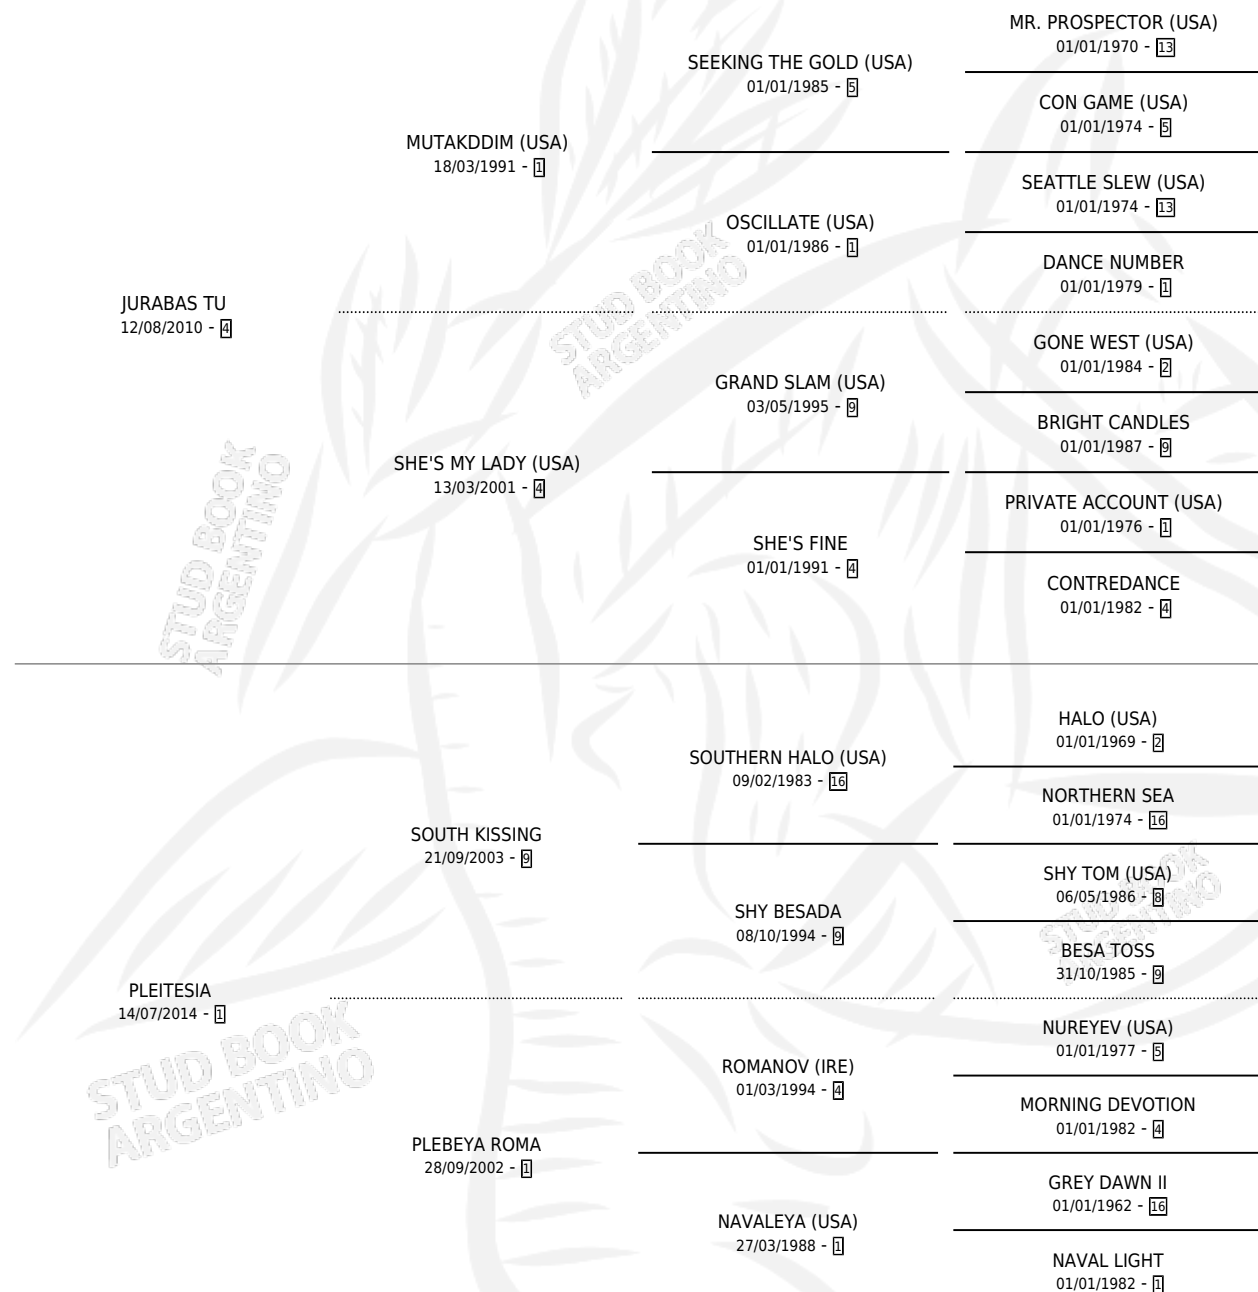 MR. PROSPECTOR (USA)
01/01/1970 - 13
SEEKING THE GOLD (USA)
01/01/1985 - 5
CON GAME (USA)
01/01/1974 - 5
MUTAKDDIM (USA)
18/03/1991 - 1
SEATTLE SLEW (USA)
01/01/1974 - 13
OSCILLATE (USA)
01/01/1986 - 1
DANCE NUMBER
01/01/1979 - 1
JURABAS TU
12/08/2010 - 4
STUD BOOK
ARGENTINO
GONE WEST (USA)
01/01/1984 - 2
GRAND SLAM (USA)
03/05/1995 - 9
BRIGHT CANDLES
01/01/1987 - 9
SHE'S MY LADY (USA)
13/03/2001 - 4
PRIVATE ACCOUNT (USA)
01/01/1976 - 1
SHE'S FINE
01/01/1991 - 4
CONTREDANCE
01/01/1982 - 4
STUD BOOK
ARGENTINO
HALO (USA)
01/01/1969 - 2
SOUTHERN HALO (USA)
09/02/1983 - 16
NORTHERN SEA
01/01/1974 - 16
SOUTH KISSING
21/09/2003 - 9
SHY TOM (USA)
06/05/1986 - 8
SHY BESADA
08/10/1994 - 9
STUD BOOK
ARGENTINO
BESA TOSS
31/10/1985 - 9
PLEITESIA
14/07/2014 - 1
STUD BOOK
ARGENTINO
NUREYEV (USA)
01/01/1977 - 5
ROMANOV (IRE)
01/03/1994 - 4
MORNING DEVOTION
01/01/1982 - 4
PLEBEYA ROMA
28/09/2002 - 1
GREY DAWN II
01/01/1962 - 16
NAVALEYA (USA)
27/03/1988 - 1
NAVAL LIGHT
01/01/1982 - 1